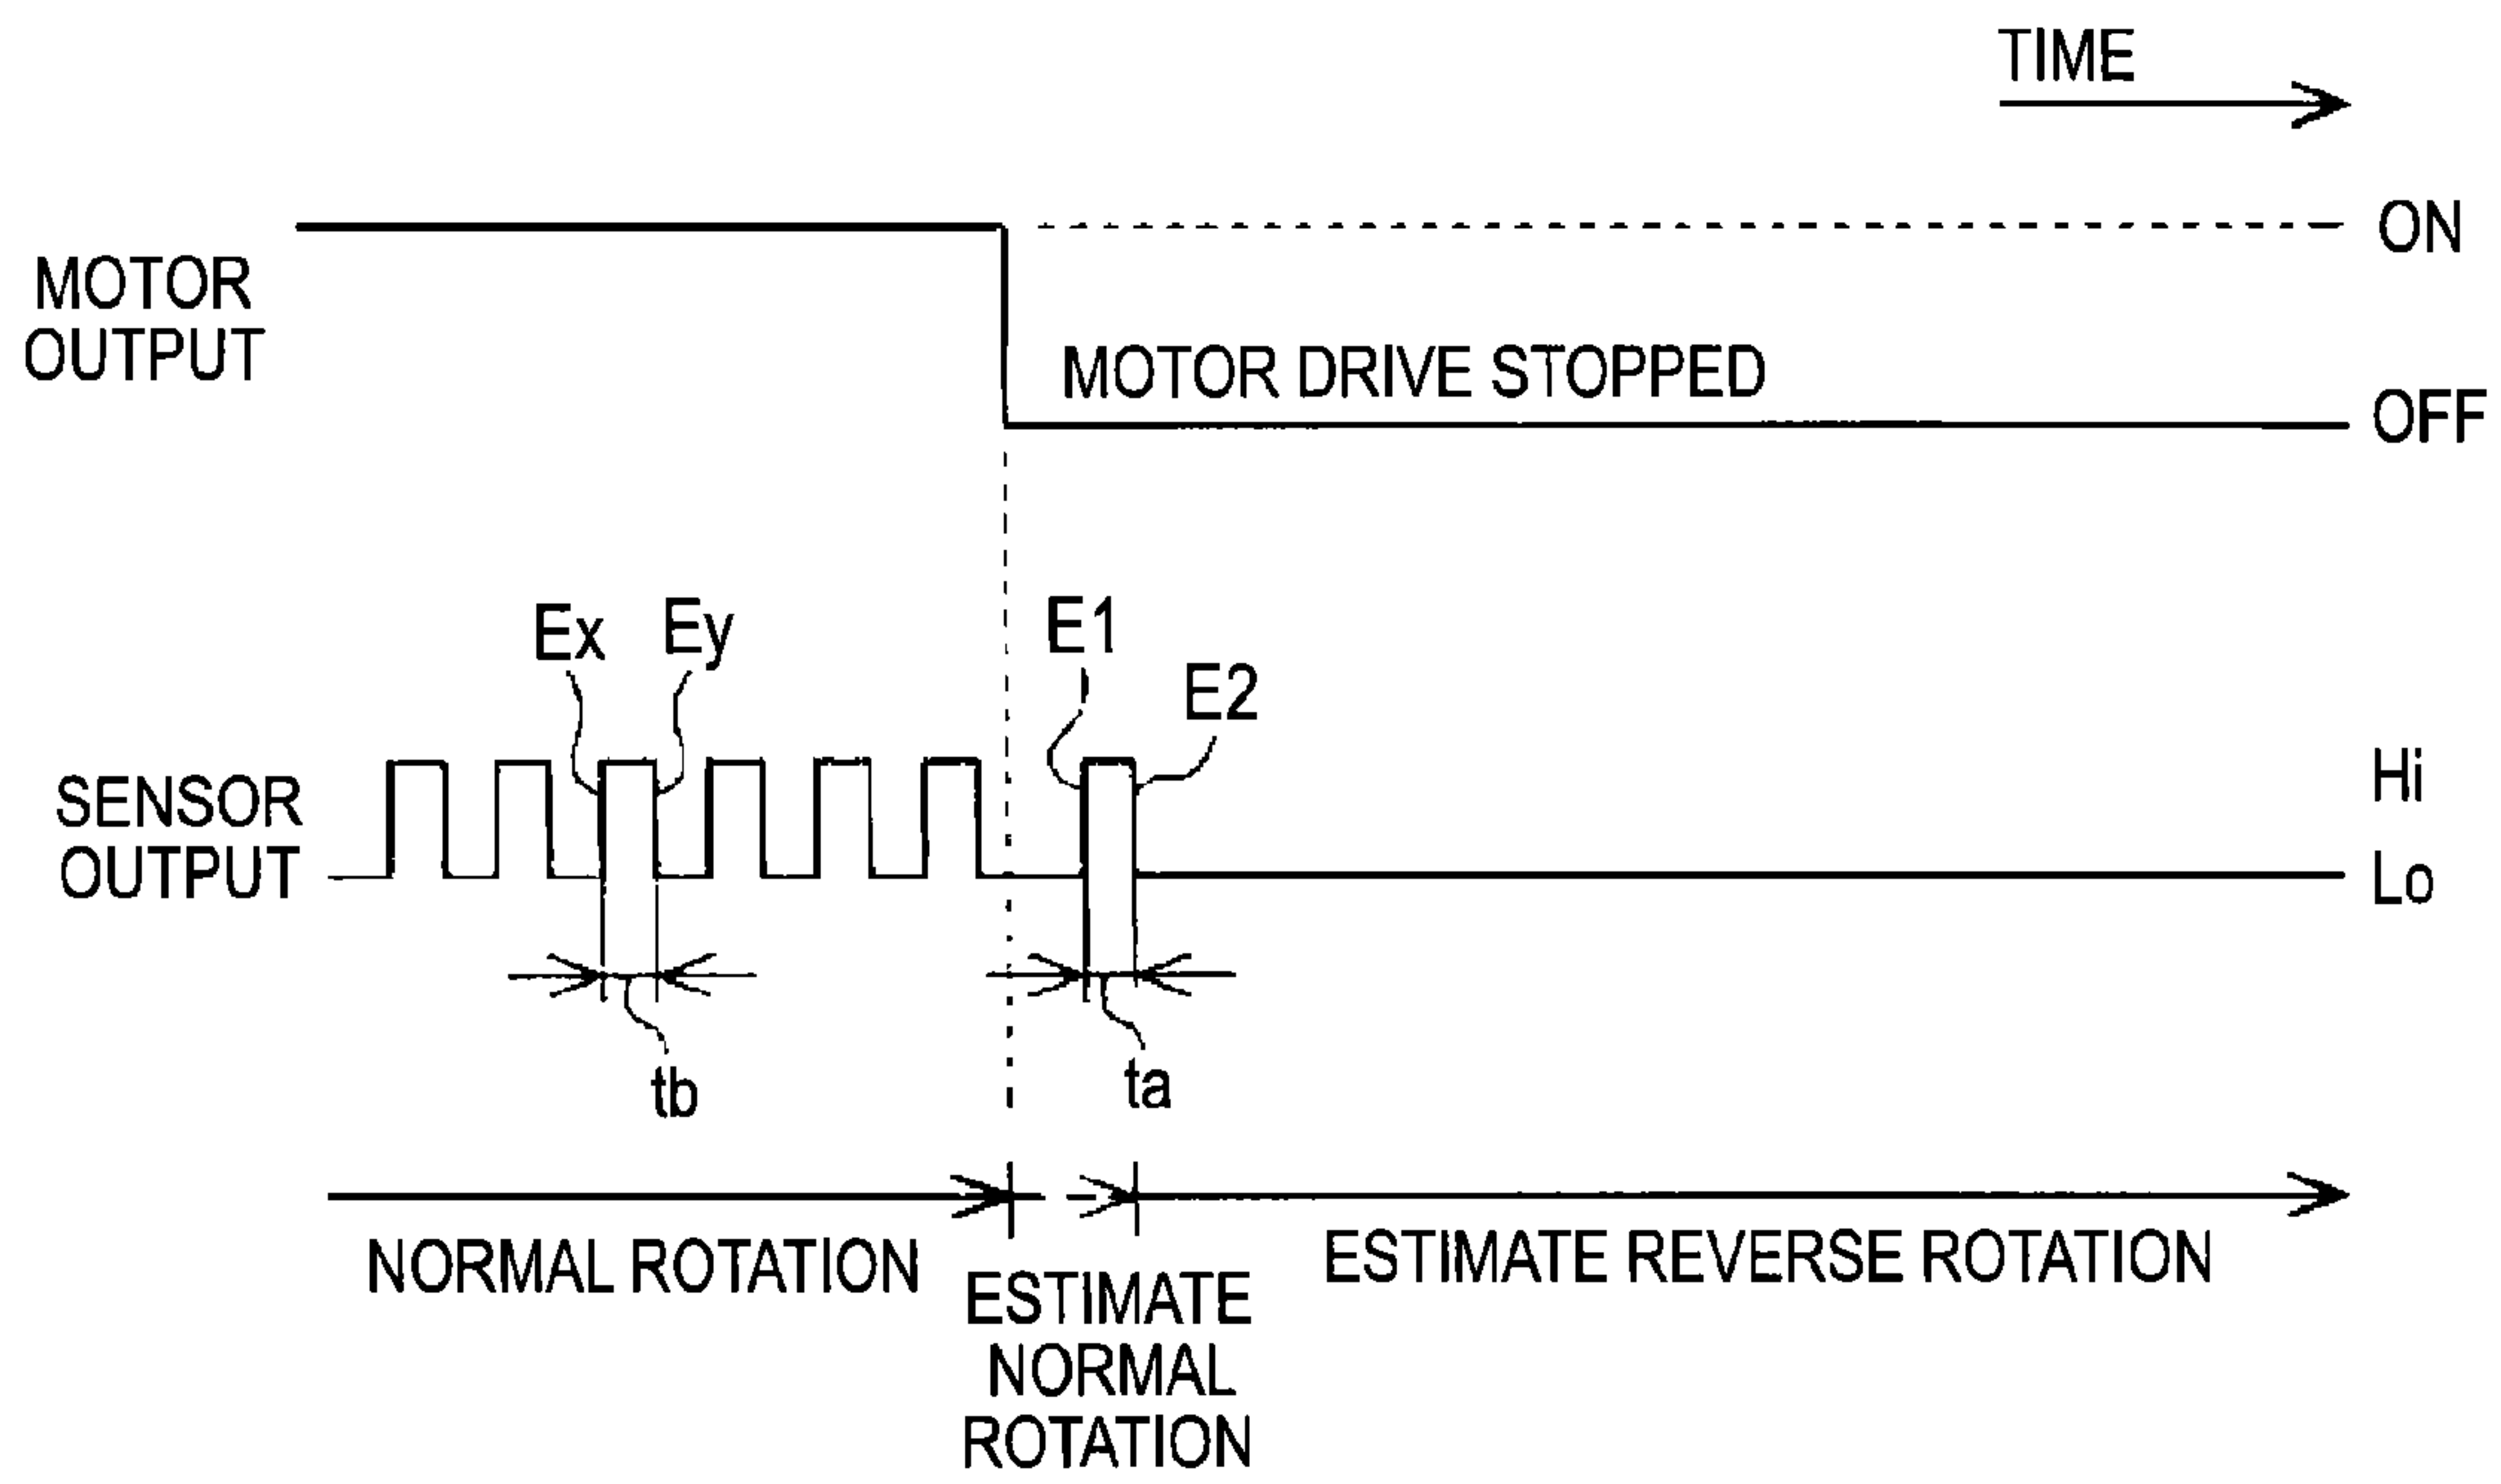 TIME
ON
MOTOR
OUTPUT
MOTOR DRIVE STOPPED
OFF
Ex
Ey
E1
E2
SENSOR
OUTPUT
Hi
Lo
tb
ta
NORMAL ROTATION
ESTIMATE
NORMAL
ROTATION
ESTIMATE REVERSE ROTATION